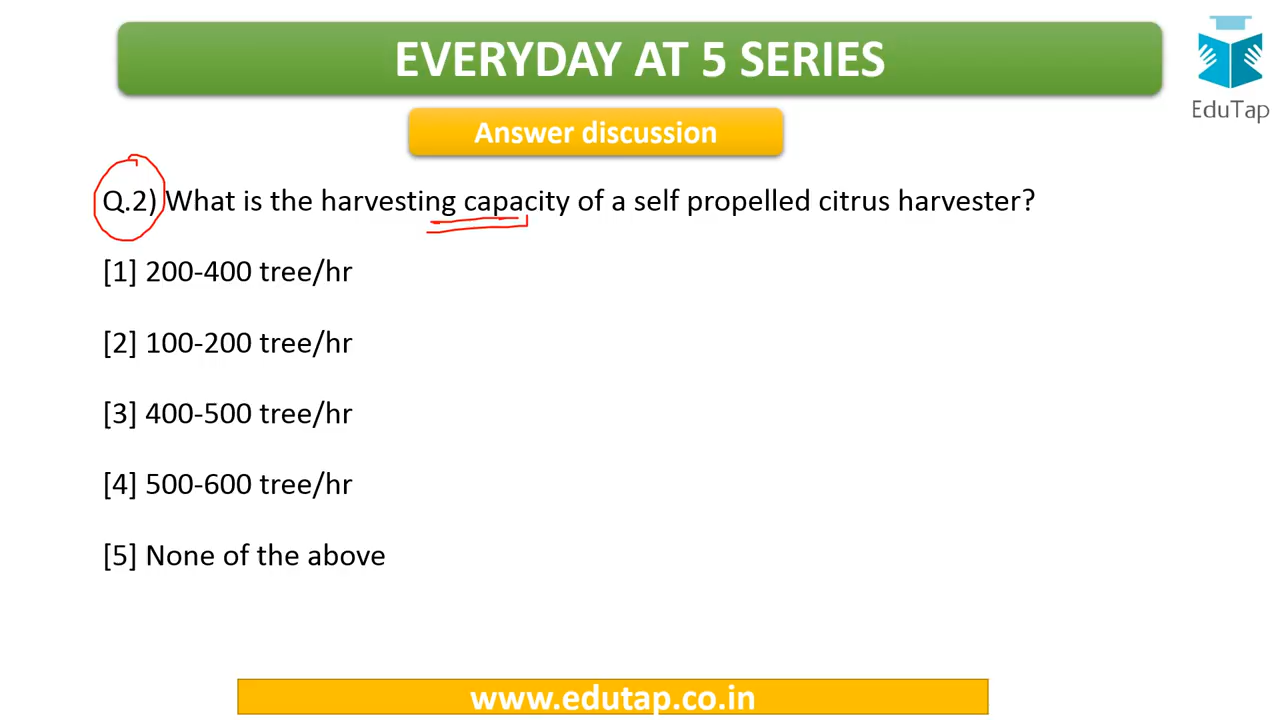 EVERYDAY AT 5 SERIES
EduTap
Answer discussion
Q.2) What is the harvesting capacity of a self propelled citrus harvester?
[1] 200-400 tree/hr
[2] 100-200 tree/hr
[3] 400-500 tree/hr
[4] 500-600 tree/hr
[5] None of the above
www.edutap.co.in